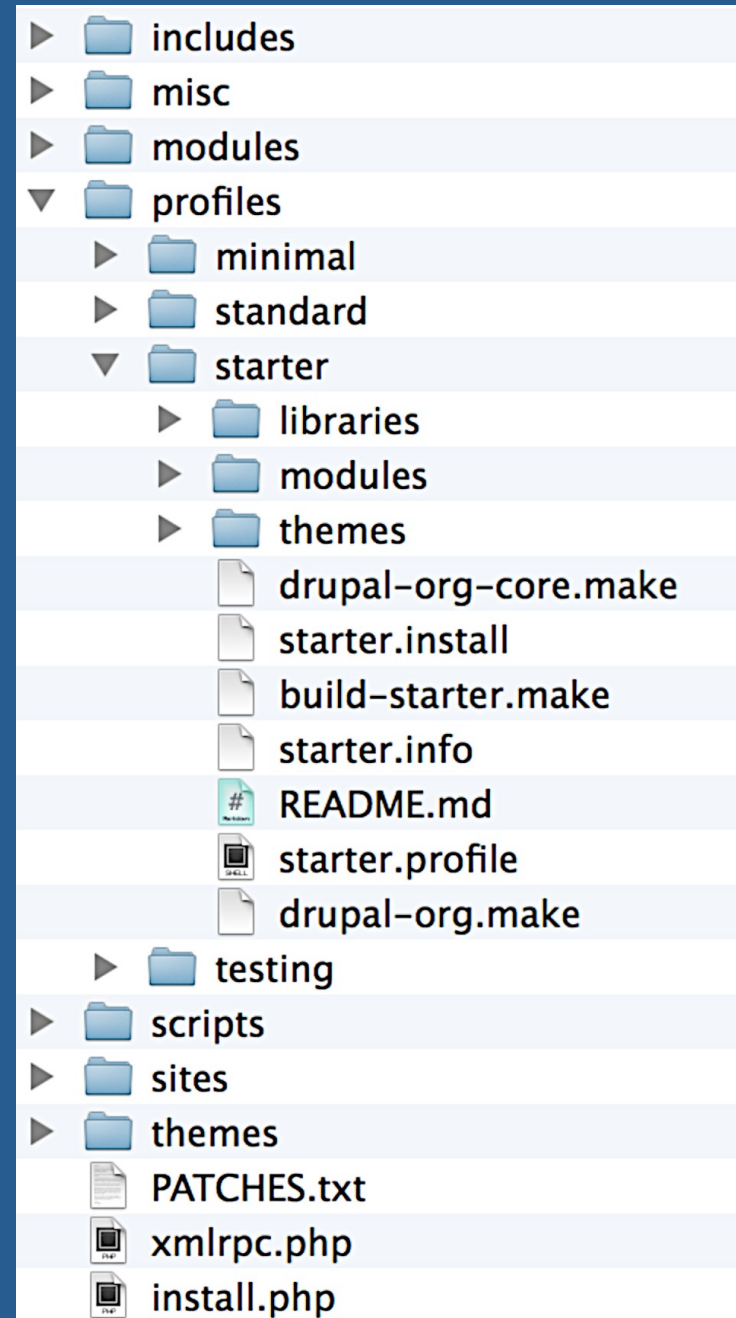 includes
misc
modules
profiles
minimal
standard
starter
libraries
modules
themes
drupal-org-core.make
starter.install
build-starter.make
starter.info
# README.md
starter.profile
drupal-org.make
testing
scripts
sites
themes
PATCHES.txt
xmlrpc.php
install.php